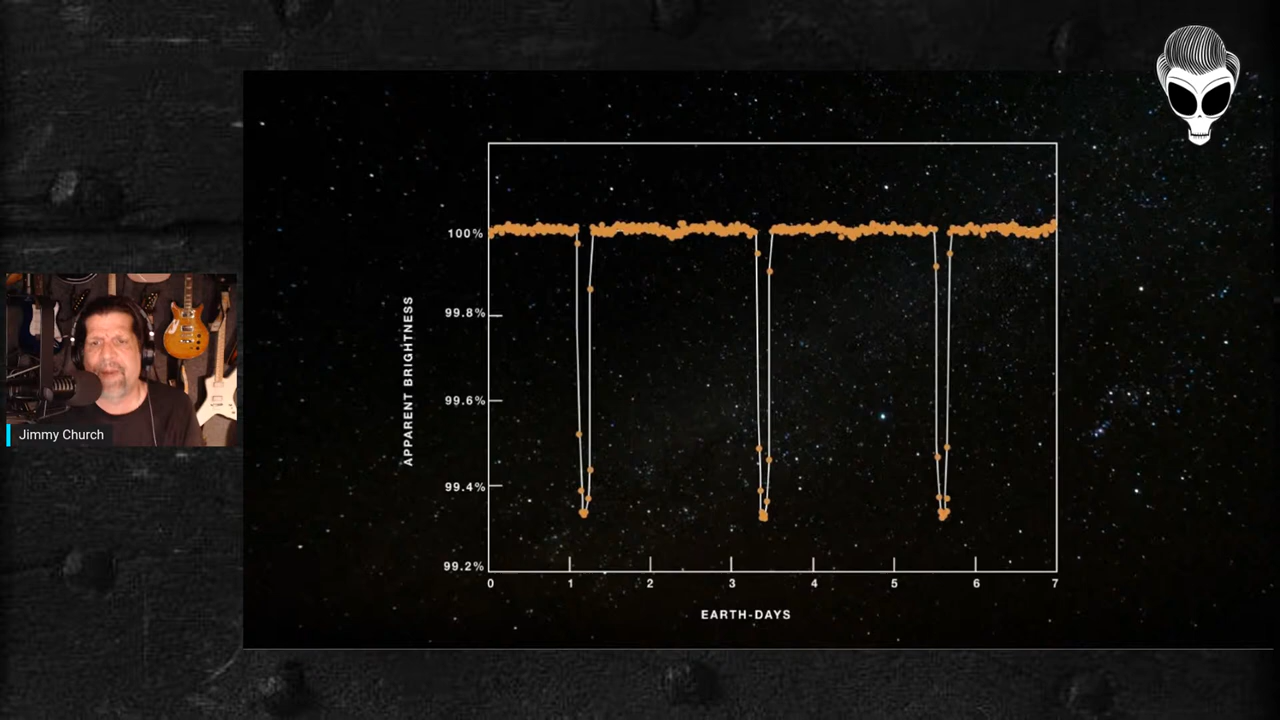 100%
99.8%
99.6%
99.4%
99.2%
APPARENT BRIGHTNESS
0 1 2 3 4 5 6 7
EARTH-DAYS
Jimmy Church